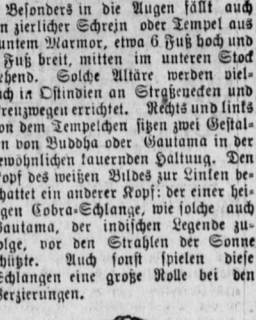 Besonders in die Augen fällt auch
n zierlicher Schrein oder Tempel aus
untem Marmor, etwa 6 Fuß hoch und
Fuß breit, mitten im unteren Stock
ehend. Solche Altäre werden viel-
ach in Ostindien an Straßenecken und
reuzwegen errichtet. Rechts und links
on dem Tempelchen sitzen zwei Gestal-
en von Buddha oder Gautama in der
ewöhnlichen kauernden Haltung. Den
opf des weißen Bildes zur Linken be-
chattet ein anderer Kopf: der einer hei-
gen Cobra-Schlange, wie solche auch
autama, der indischen Legende zu-
olge, vor den Strahlen der Sonne
chützte. Auch sonst spielen diese
chlangen eine große Rolle bei den
Verzierungen.